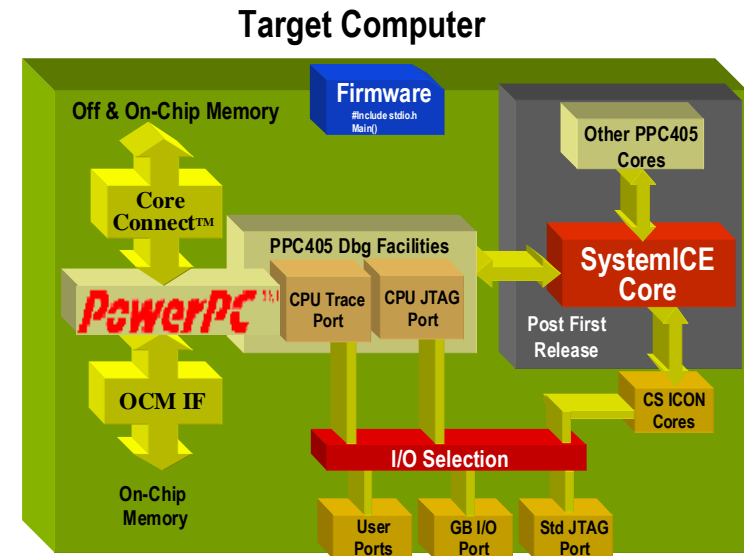 Target Computer
Firmware
#Include stdio.h
Main()
Off & On-Chip Memory
Other PPC405
Cores
Core
Connect™
PPC405 Dbg Facilities
SystemICE
Core
PowerPC™
CPU Trace
Port
CPU JTAG
Port
Post First
Release
OCM IF
CS ICON
Cores
I/O Selection
On-Chip
Memory
User
Ports
GB I/O
Port
Std JTAG
Port